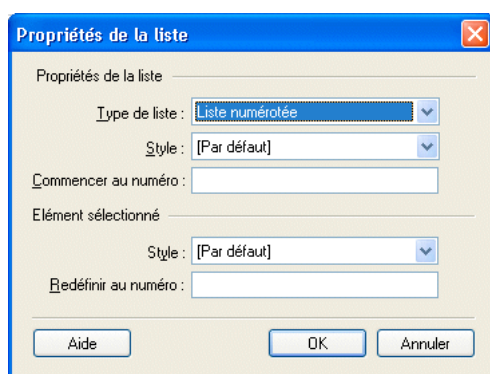 Propriétés de la liste
Propriétés de la liste
Type de liste : Liste numérotée
Style : [Par défaut]
Commencer au numéro :
Elément sélectionné
Style : [Par défaut]
Redéfinir au numéro :
Aide OK Annuler